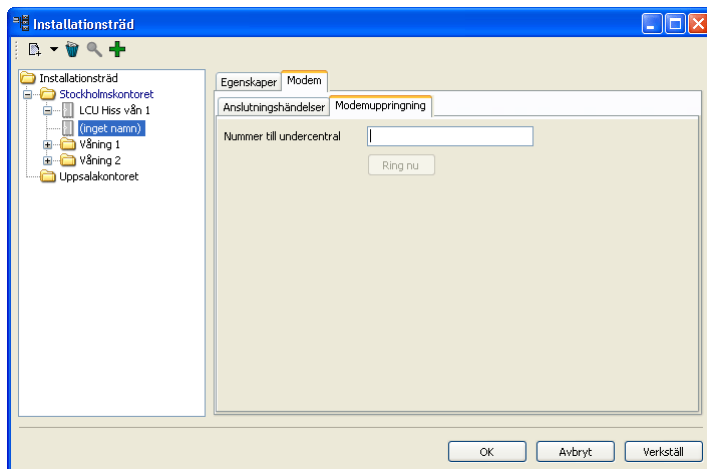 Installationsträd
Installationsträd
Stockholmskontoret
LCU Hiss vån 1
(inget namn)
Våning 1
Våning 2
Uppsalakontoret
Egenskaper Modem
Anslutningshändelser Modemuppringning
Nummer till undercentral
Ring nu
OK Avbryt Verkställ